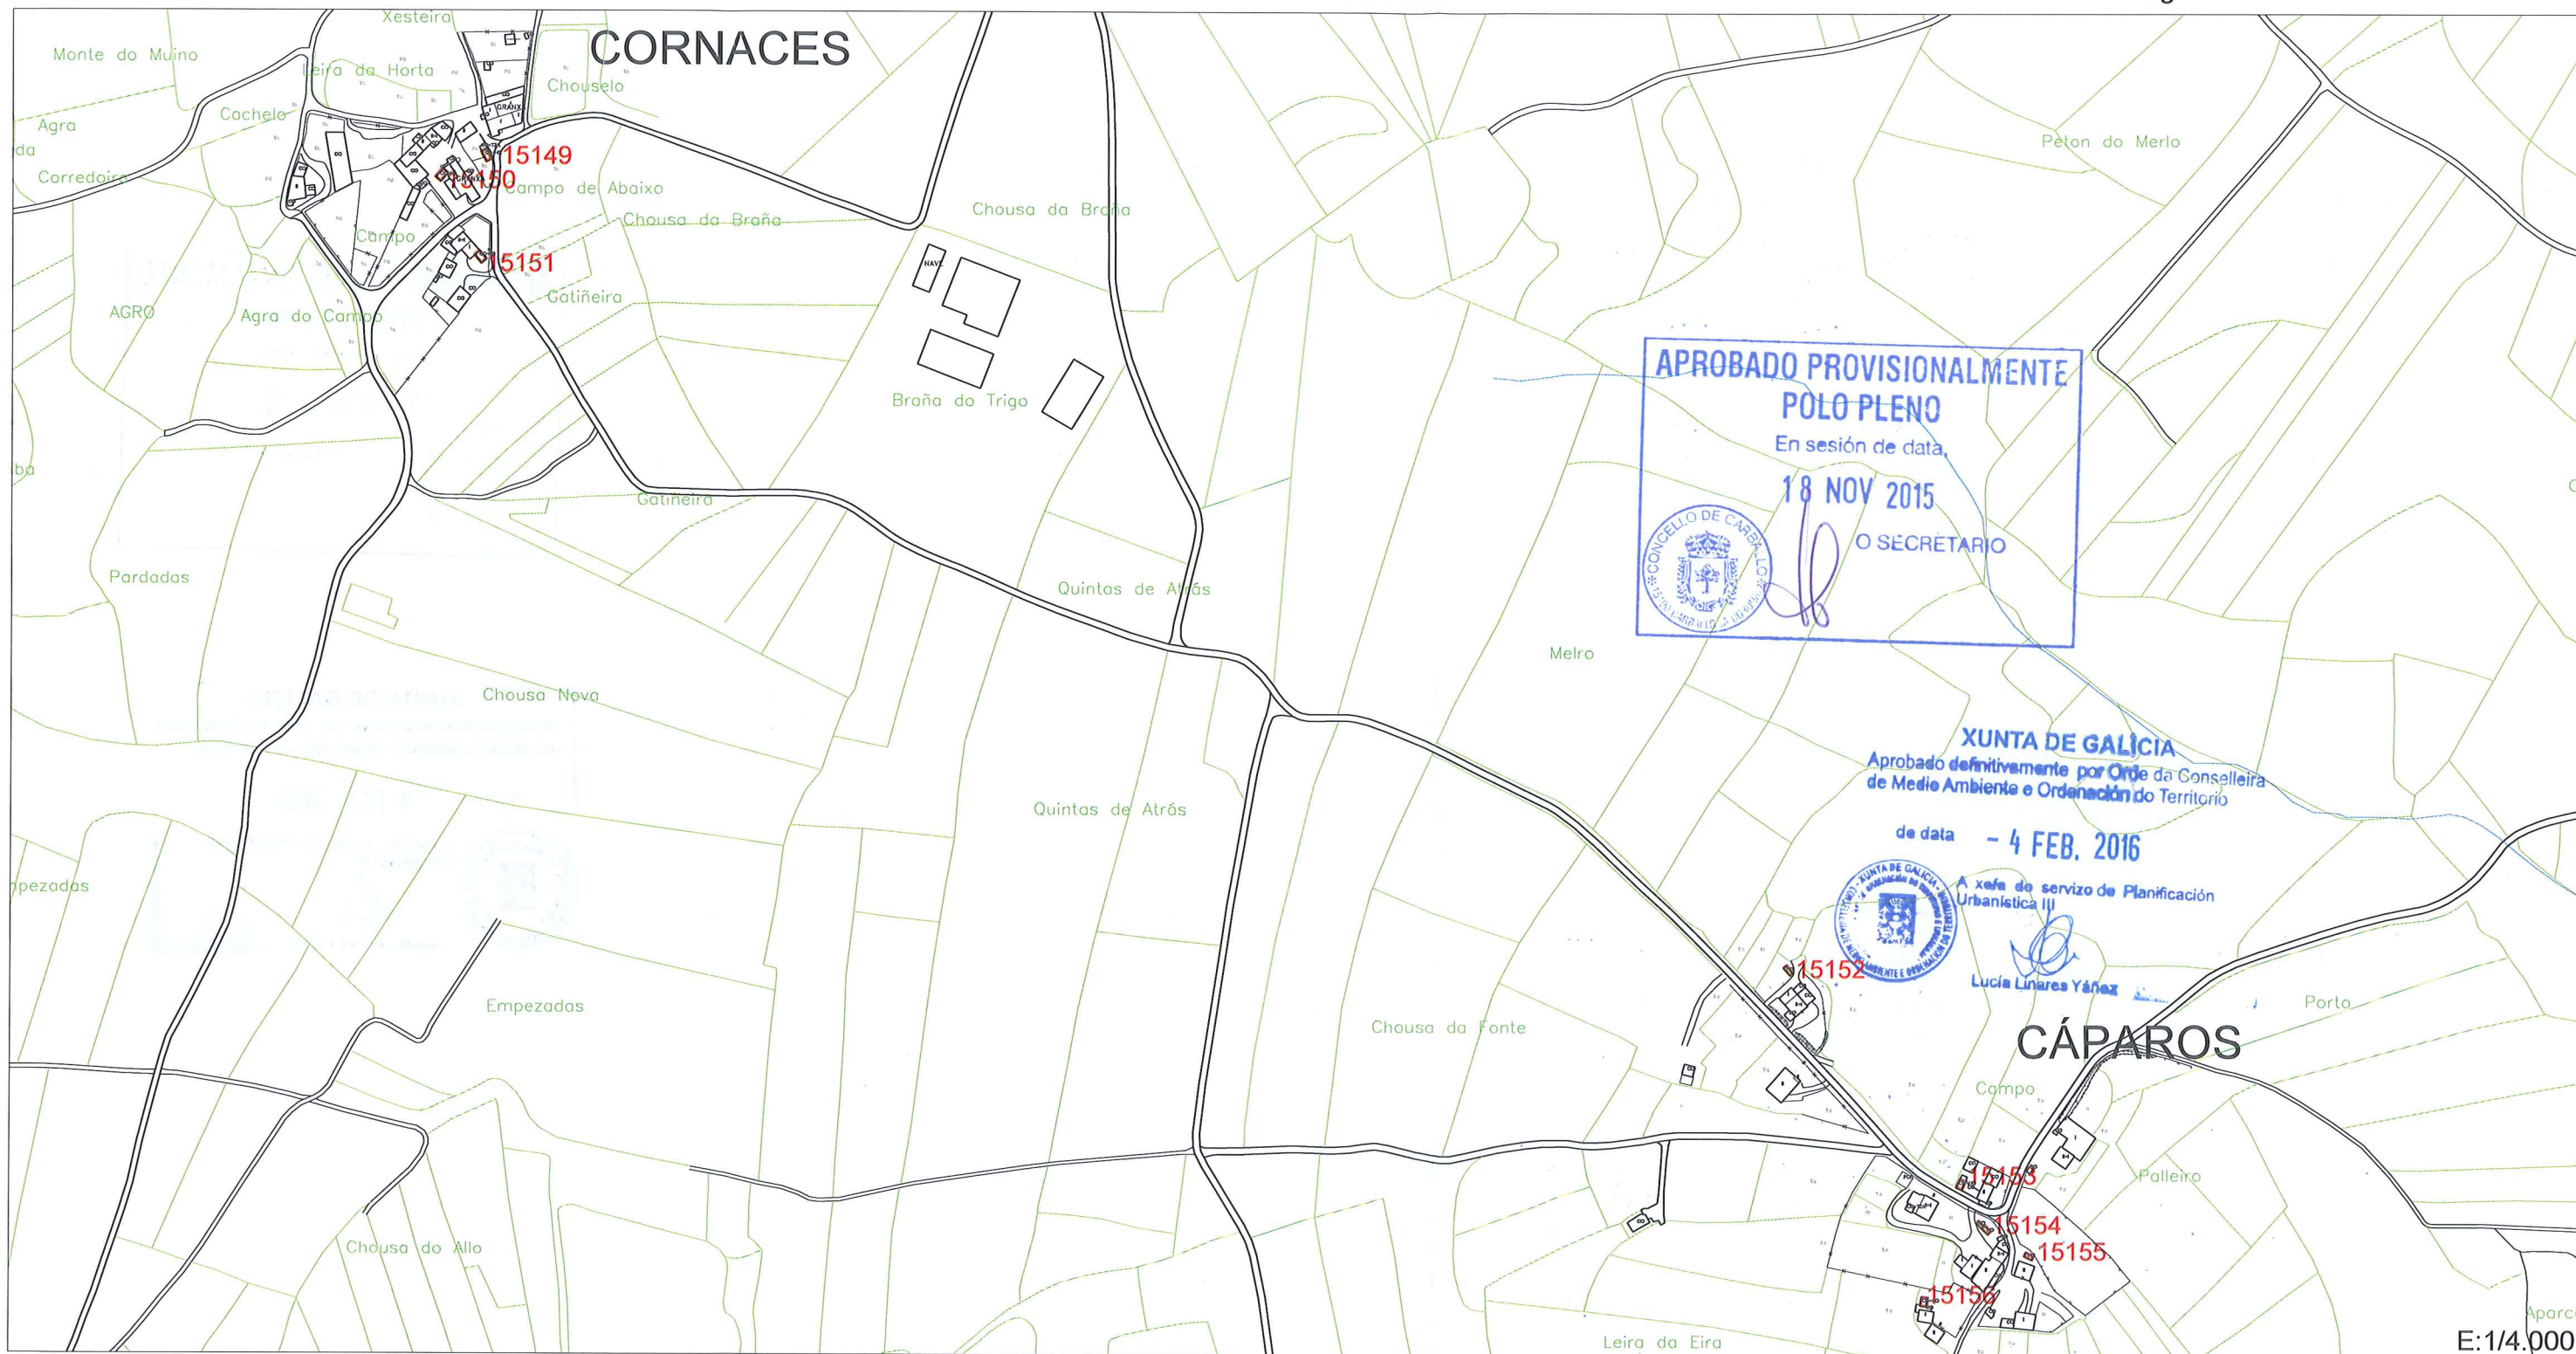 CORNACES
Xesteira
Monte do Muino
Leira da Horta
Chouselo
Cachelo
GRANXA
Agra
da
Corredoira
15149
15150
Campo de Abaixo
Chousa da Braña
Chousa da Braña
Peton do Merlo
Campo
15151
NAVE
Gatiñeira
AGRO
Agra do Campo
Braña do Trigo
APROBADO PROVISIONALMENTE
POLO PLENO
En sesión de data,
18 NOV 2015
O SECRETARIO
CONCELLO DE CARBALLO
ba
Gatiñeira
Pardadas
Quintas de Atrás
Melro
Chousa Nova
XUNTA DE GALICIA
Aprobado definitivamente por Orde da Conselleira
de Medio Ambiente e Ordenación do Territorio
de data - 4 FEB. 2016
A xefa do servizo de Planificación
Urbanística III
Lucía Linares Yáñez
Quintas de Atrás
pezadas
15152
Empezadas
Chousa da Fonte
Porto
CÁPAROS
Campo
15153
Palleiro
15154
15155
Chousa do Allo
15156
Leira da Eira
Aparc
E:1/4.000